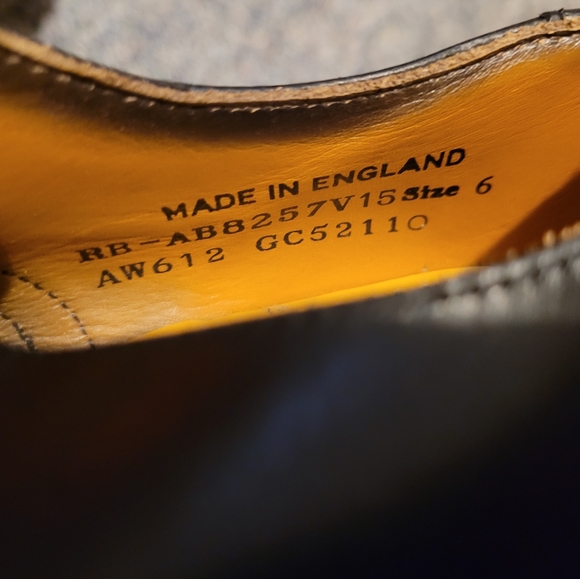 MADE IN ENGLAND
RB-AB8257V15 Size 6
AW612 GC52110